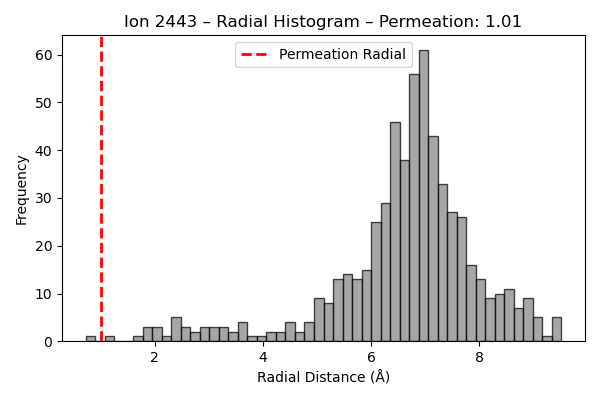 Ion 2443 – Radial Histogram – Permeation: 1.01
Permeation Radial
60
50
40
30
20
10
0
Frequency
2 4 6 8
Radial Distance (Å)